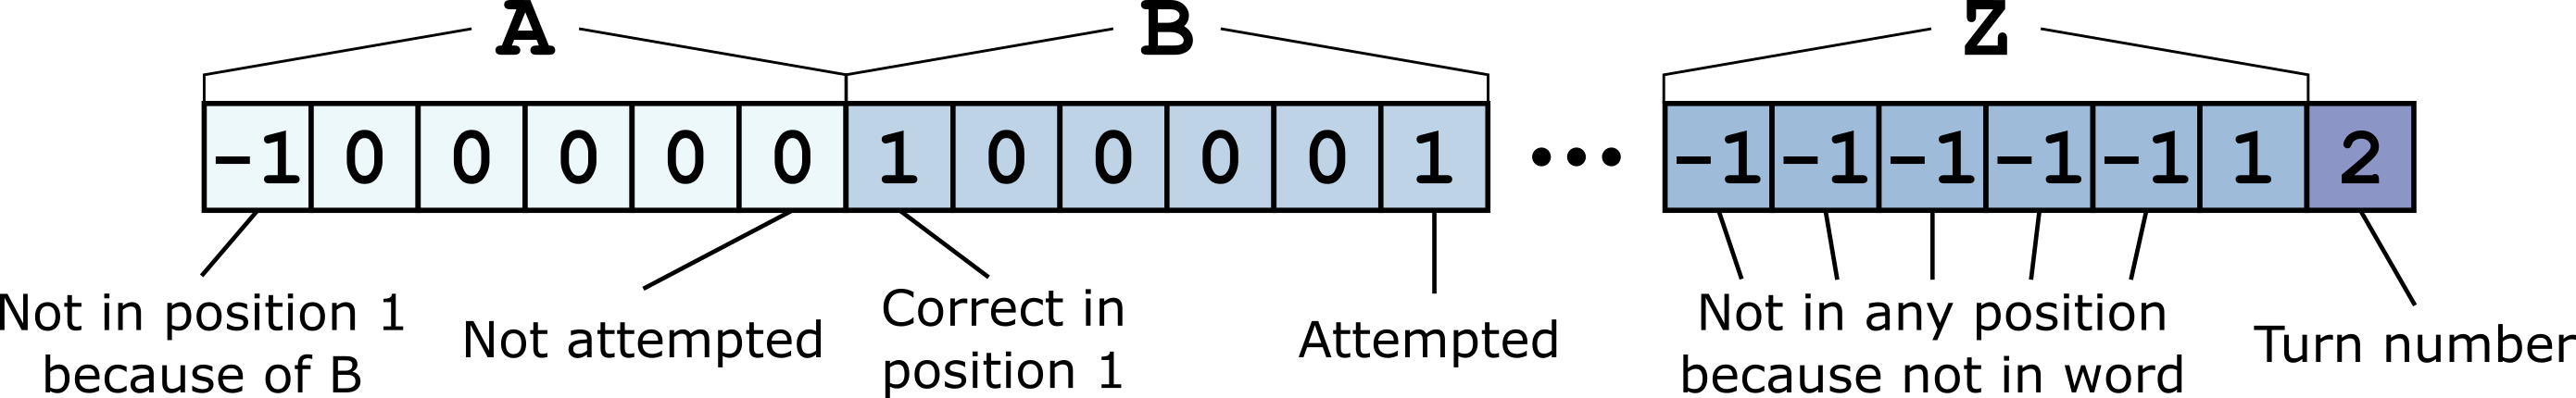 A B Z
-1 0 0 0 0 0 1 0 0 0 0 1 ••• -1 -1 -1 -1 -1 1 2
Not in position 1
because of B
Not attempted
Correct in
position 1
Attempted
Not in any position
because not in word
Turn number